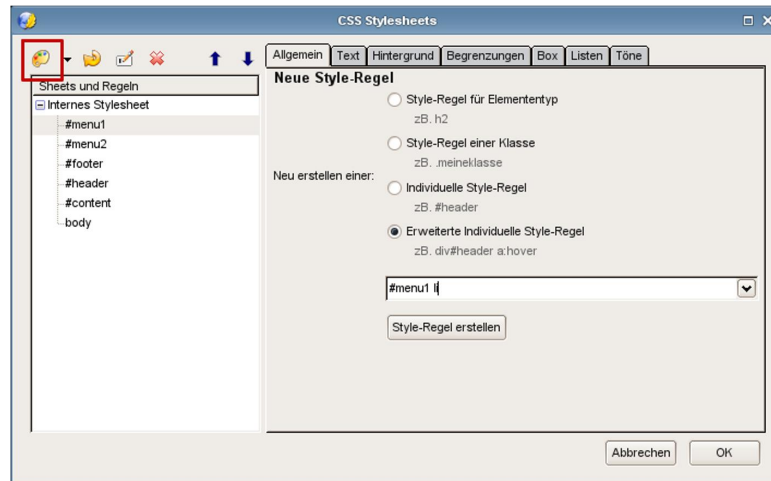 CSS Stylesheets
Allgemein Text Hintergrund Begrenzungen Box Listen Töne
Sheets und Regeln
Internes Stylesheet
#menu1
#menu2
#footer
#header
#content
body
Neue Style-Regel
Neu erstellen einer:
Style-Regel für Elemententyp
zB. h2
Style-Regel einer Klasse
zB. .meineklasse
Individuelle Style-Regel
zB. #header
Erweiterte Individuelle Style-Regel
zB. div#header a:hover
#menu1 li
Style-Regel erstellen
Abbrechen OK